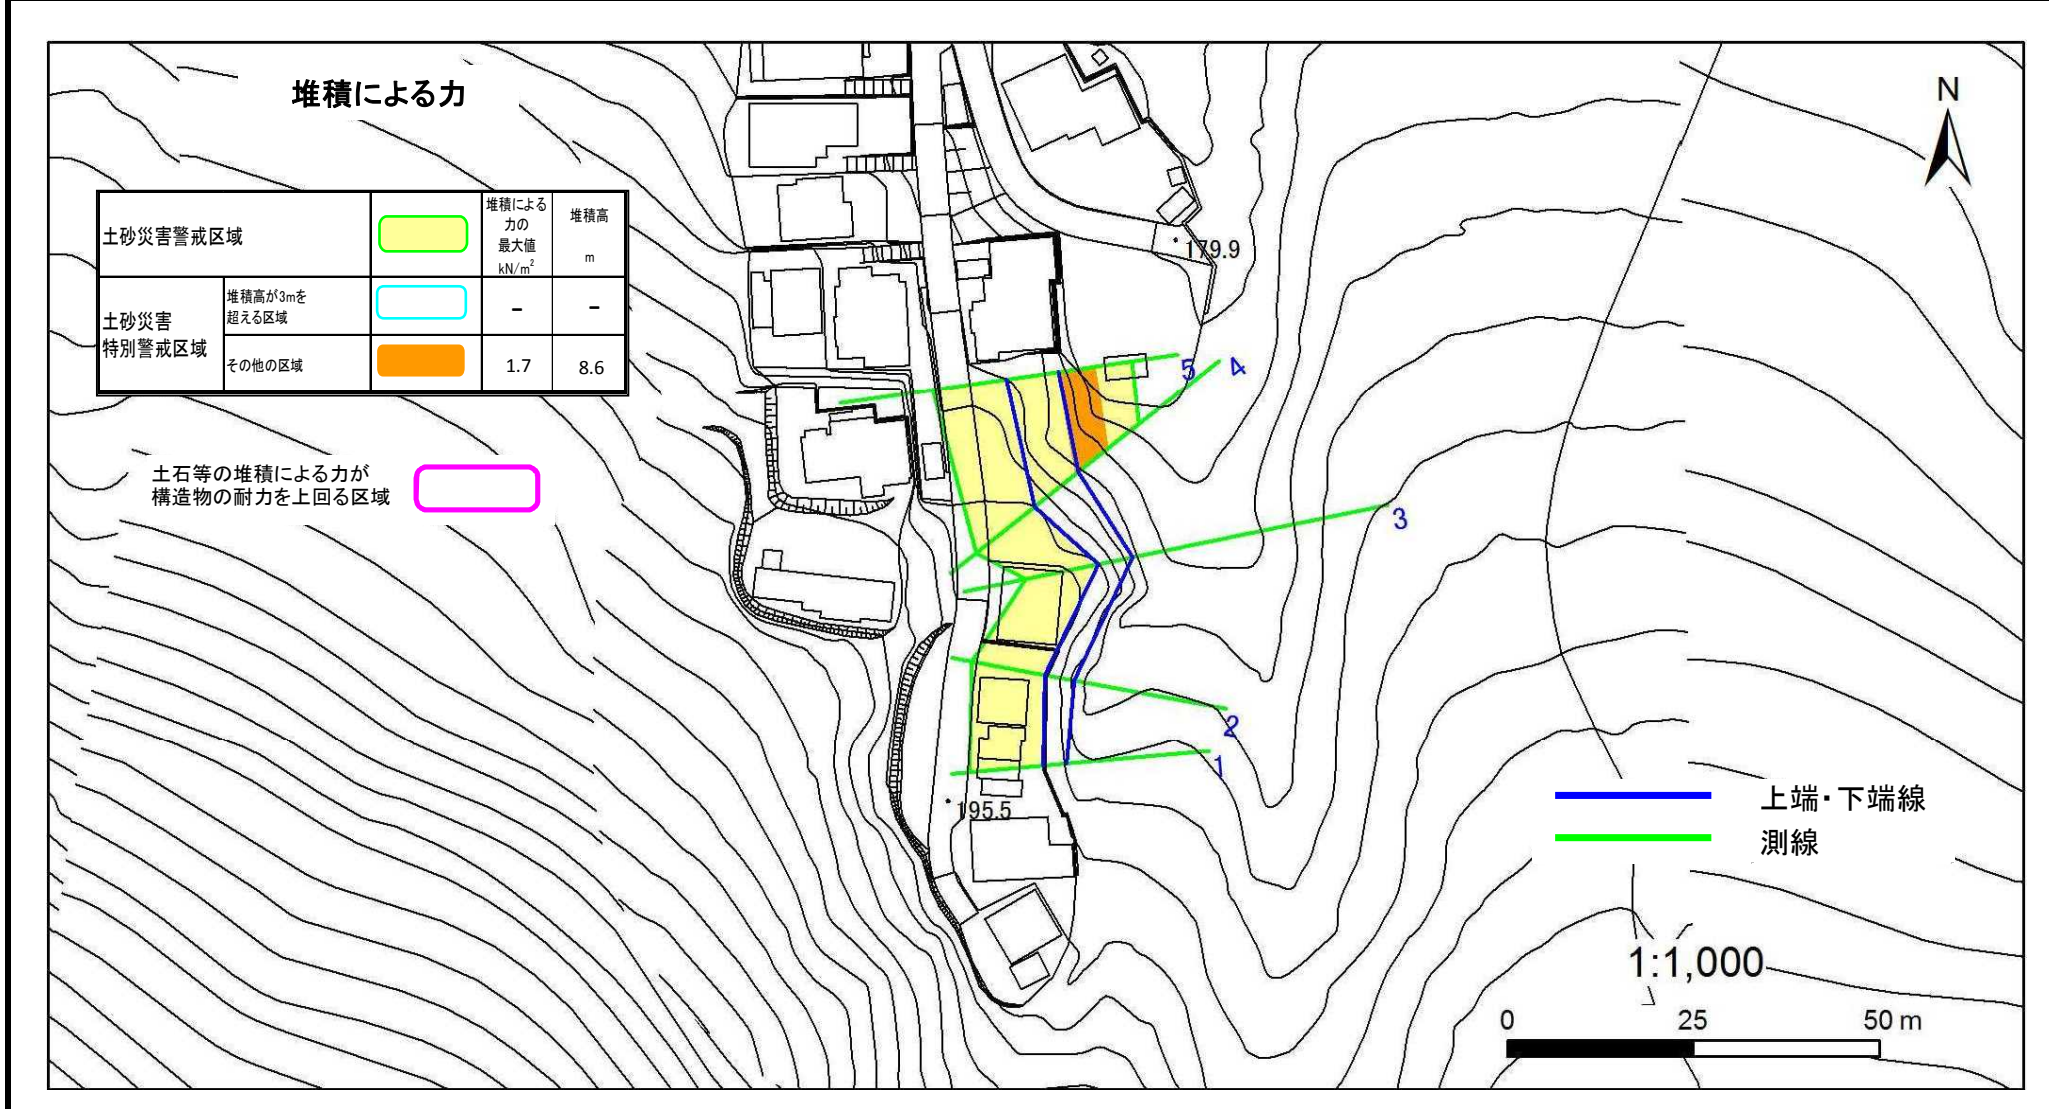 堆積による力
N
堆積による
力の
最大値
kN/m²
堆積高
m
土砂災害警戒区域
土砂災害
特別警戒区域
堆積高が3mを
超える区域
-
-
その他の区域
1.7
8.6
土石等の堆積による力が
構造物の耐力を上回る区域
179.9
5
4
3
2
1
195.5
上端・下端線
測線
1:1,000
0
25
50 m